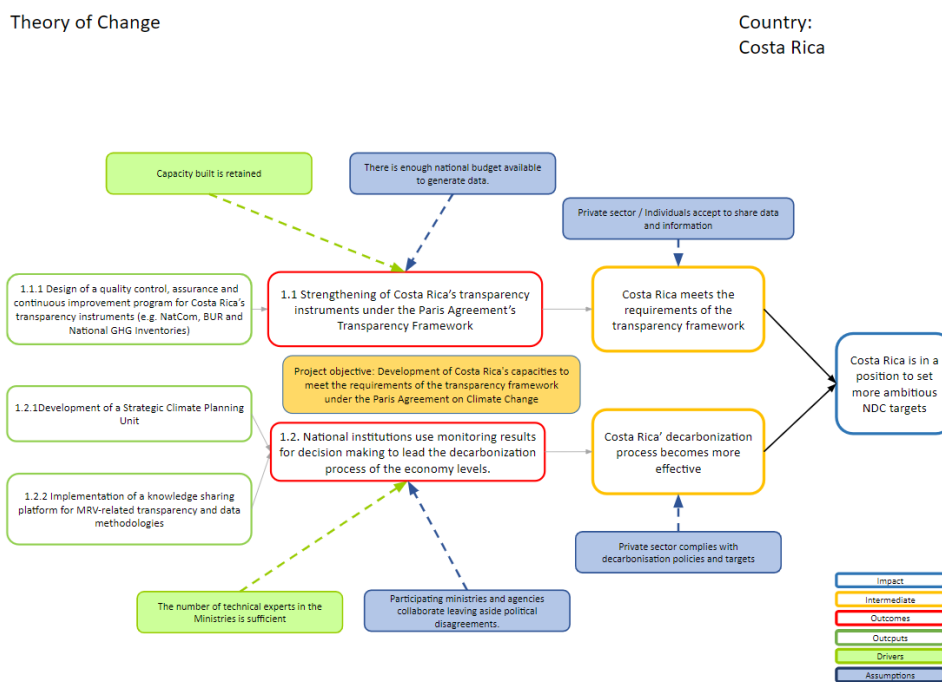 Theory of Change
Country:
Costa Rica
Capacity built is retained
There is enough national budget available
to generate data.
Private sector / Individuals accept to share data
and information
1.1.1 Design of a quality control, assurance and
continuous improvement program for Costa Rica's
transparency instruments (e.g. NatCom, BUR and
National GHG Inventories)
1.1 Strengthening of Costa Rica's transparency
instruments under the Paris Agreement's
Transparency Framework
Costa Rica meets the
requirements of the
transparency framework
Project objective: Development of Costa Rica's capacities to
meet the requirements of the transparency framework
under the Paris Agreement on Climate Change
Costa Rica is in a
position to set
more ambitious
NDC targets
1.2.1Development of a Strategic Climate Planning
Unit
1.2. National institutions use monitoring results
for decision making to lead the decarbonization
process of the economy levels.
Costa Rica' decarbonization
process becomes more
effective
1.2.2 Implementation of a knowledge sharing
platform for MRV-related transparency and data
methodologies
Private sector complies with
decarbonisation policies and targets
The number of technical experts in the
Ministries is sufficient
Participating ministries and agencies
collaborate leaving aside political
disagreements.
Impact
Intermediate
Outcomes
Outcputs
Drivers
Assumptions